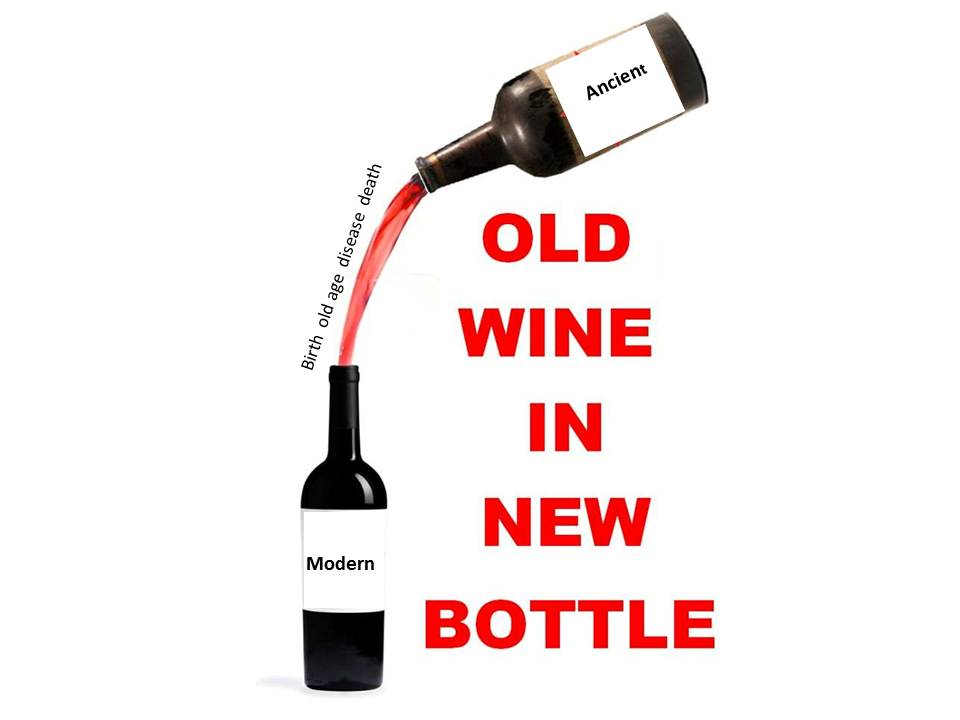 Ancient
Birth old age disease death
OLD
WINE
IN
NEW
BOTTLE
Modern